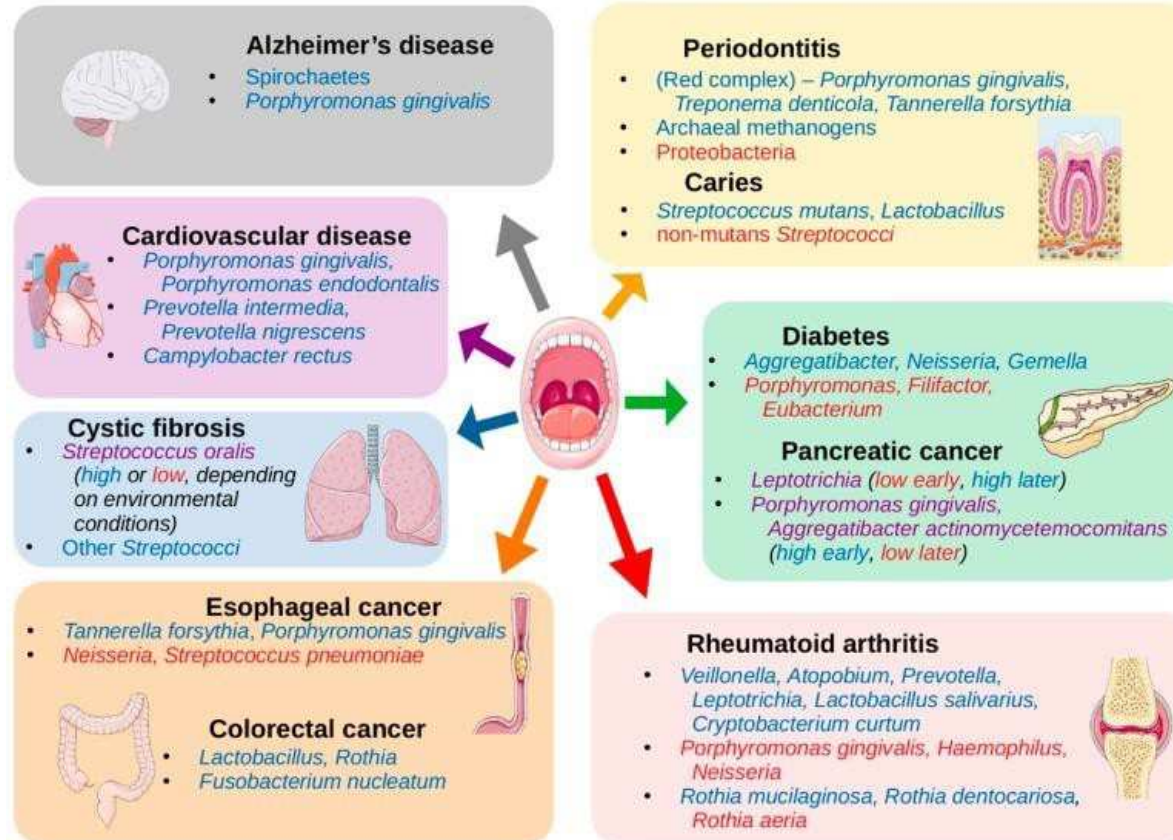 Alzheimer's disease
• Spirochaetes
• Porphyromonas gingivalis
Periodontitis
• (Red complex) – Porphyromonas gingivalis,
Treponema denticola, Tannerella forsythia
• Archaeal methanogens
• Proteobacteria
Caries
• Streptococcus mutans, Lactobacillus
• non-mutans Streptococci
Cardiovascular disease
• Porphyromonas gingivalis,
Porphyromonas endodontalis
• Prevotella intermedia,
Prevotella nigrescens
• Campylobacter rectus
Diabetes
• Aggregatibacter, Neisseria, Gemella
• Porphyromonas, Filifactor,
Eubacterium
Pancreatic cancer
• Leptotrichia (low early, high later)
• Porphyromonas gingivalis,
Aggregatibacter actinomycetemcomitans
(high early, low later)
Cystic fibrosis
• Streptococcus oralis
(high or low, depending
on environmental
conditions)
• Other Streptococci
Esophageal cancer
• Tannerella forsythia, Porphyromonas gingivalis
• Neisseria, Streptococcus pneumoniae
Colorectal cancer
• Lactobacillus, Rothia
• Fusobacterium nucleatum
Rheumatoid arthritis
• Veillonella, Atopobium, Prevotella,
Leptotrichia, Lactobacillus salivarius,
Cryptobacterium curtum
• Porphyromonas gingivalis, Haemophilus,
Neisseria
• Rothia mucilaginosa, Rothia dentocariosa,
Rothia aeria